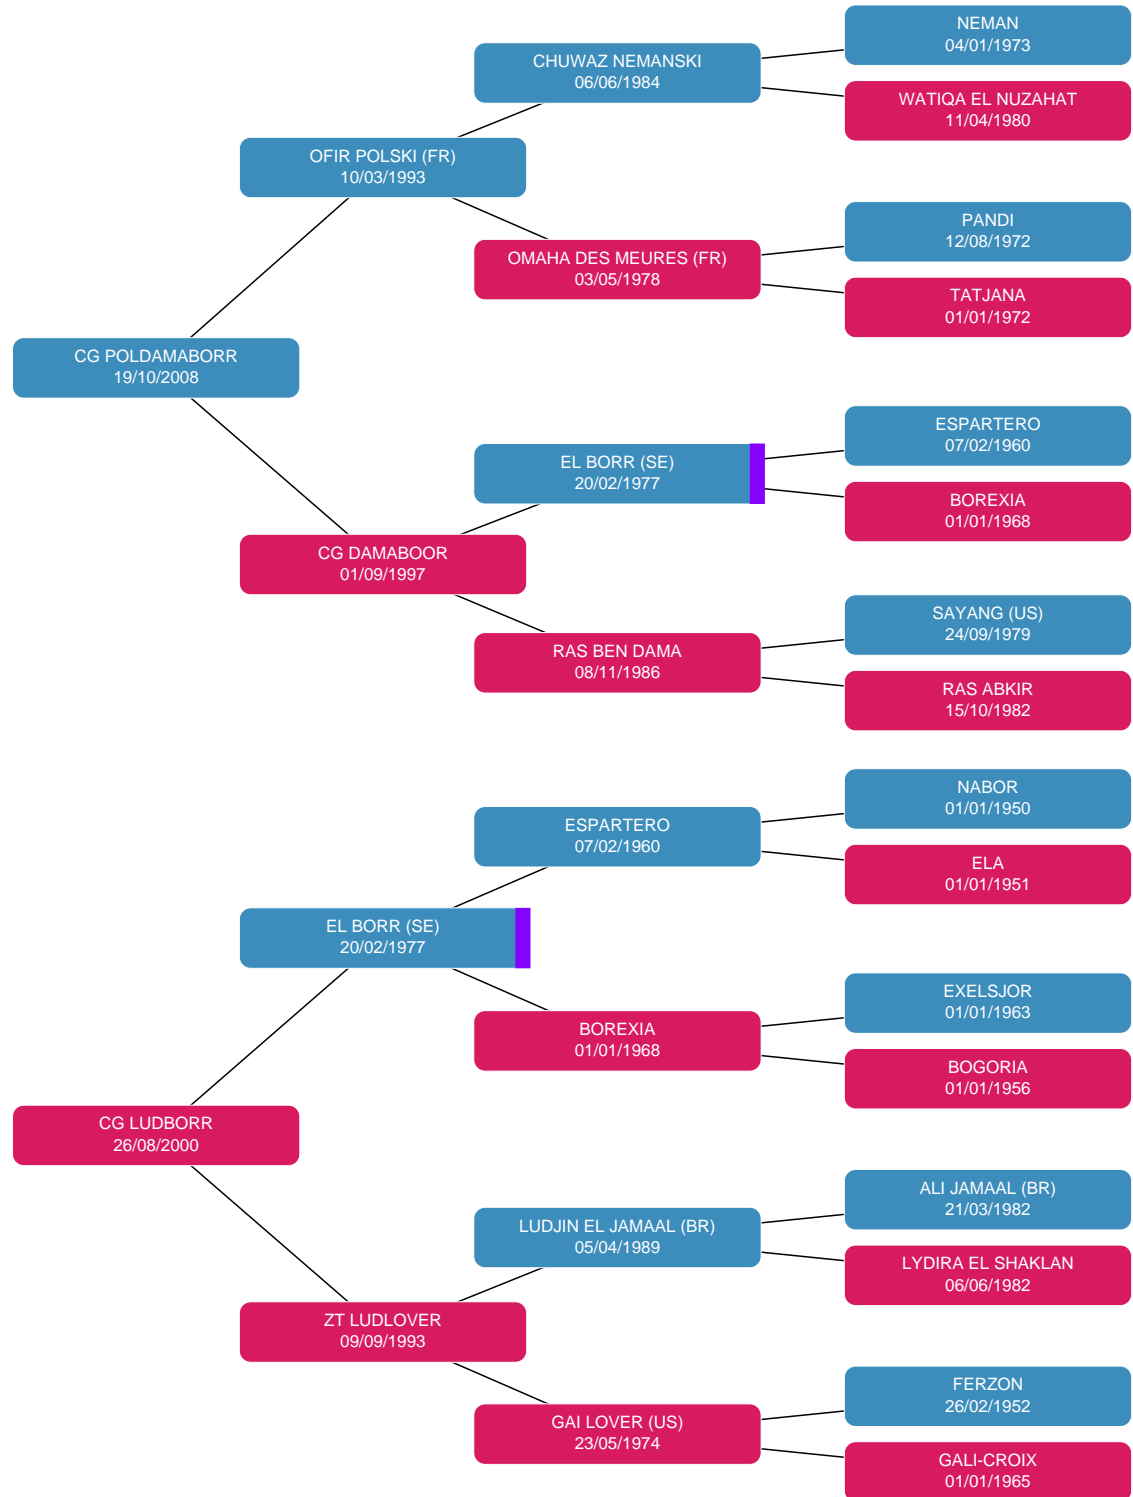 NEMAN
04/01/1973
CHUWAZ NEMANSKI
06/06/1984
WATIQA EL NUZAHAT
11/04/1980
OFIR POLSKI (FR)
10/03/1993
PANDI
12/08/1972
OMAHA DES MEURES (FR)
03/05/1978
TATJANA
01/01/1972
CG POLDAMABORR
19/10/2008
ESPARTERO
07/02/1960
EL BORR (SE)
20/02/1977
BOREXIA
01/01/1968
CG DAMABOOR
01/09/1997
SAYANG (US)
24/09/1979
RAS BEN DAMA
08/11/1986
RAS ABKIR
15/10/1982
NABOR
01/01/1950
ESPARTERO
07/02/1960
ELA
01/01/1951
EL BORR (SE)
20/02/1977
EXELSJOR
01/01/1963
BOREXIA
01/01/1968
BOGORIA
01/01/1956
CG LUDBORR
26/08/2000
ALI JAMAAL (BR)
21/03/1982
LUDJIN EL JAMAAL (BR)
05/04/1989
LYDIRA EL SHAKLAN
06/06/1982
ZT LUDLOVER
09/09/1993
FERZON
26/02/1952
GAI LOVER (US)
23/05/1974
GALI-CROIX
01/01/1965